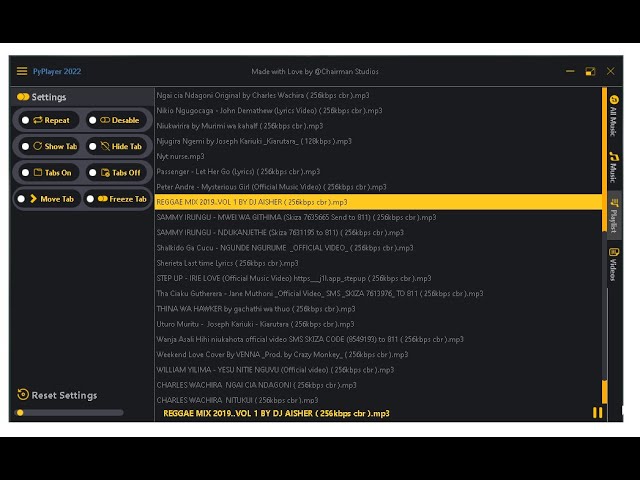 PyPlayer 2022
Made with Love by @Chairman Studios
Settings
Repeat
Desable
Show Tab
Hide Tab
Tabs On
Tabs Off
Move Tab
Freeze Tab
Reset Settings
Ngai cia Ndagoni Original by Charles Wachira ( 256kbps cbr ).mp3
Nikio Ngugocaga - John Demathew (Lyrics Video) ( 256kbps cbr ).mp3
Niukwirira by Murimi wa kahalf ( 256kbps cbr ).mp3
Njugira Ngemi by Joseph Kariuki _Kiarutana_ ( 128kbps ).mp3
Nyt nurse.mp3
Passenger - Let Her Go (Lyrics) ( 256kbps cbr ).mp3
Peter Andre - Mysterious Girl (Official Music Video) ( 256kbps cbr ).mp3
REGGAE MIX 2019..VOL 1 BY DJ AISHER ( 256kbps cbr ).mp3
SAMMY IRUNGU - MWEI WA GITHIMA (Skiza 7635665 Send to 811) ( 256kbps cbr ).mp3
SAMMY IRUNGU - NDUKANJETHE (Skiza 7631195 to 811) ( 256kbps cbr ).mp3
Shalkido Ga Cucu - NGUNDE NGURUME _OFFICIAL VIDEO_ ( 256kbps cbr ).mp3
Sherieta Last time Lyrics ( 256kbps cbr ).mp3
STEP UP - IRIE LOVE (Official Music Video) https___j1l.app_stepup ( 256kbps cbr ).mp3
Tha Ciaku Gutherera - Jane Muthoni _Official Video_ SMS _SKIZA 7613976_ TO 811 ( 256kbps cbr ).mp3
THINA WA HAWKER by gachathi wa thuo ( 256kbps cbr ).mp3
Uturo Muritu - Joseph Kariuki - Kiarutara ( 256kbps cbr ).mp3
Wanja Asali Hihi niukahota official video SMS SKIZA CODE (8549193) to 811 ( 256kbps cbr ).mp3
Weekend Love Cover By VENNA _Prod. by Crazy Monkey_ ( 256kbps cbr ).mp3
WILLIAM YILIMA - YESU NITIE NGUVU (Official Video) ( 256kbps cbr ).mp3
CHARLES WACHIRA NGAI CIA NDAGONI ( 256kbps cbr ).mp3
CHARLES WACHIRA NITUKUI ( 256kbps cbr ).mp3
REGGAE MIX 2019..VOL 1 BY DJ AISHER ( 256kbps cbr ).mp3
All Music
Music
Playlist
Videos